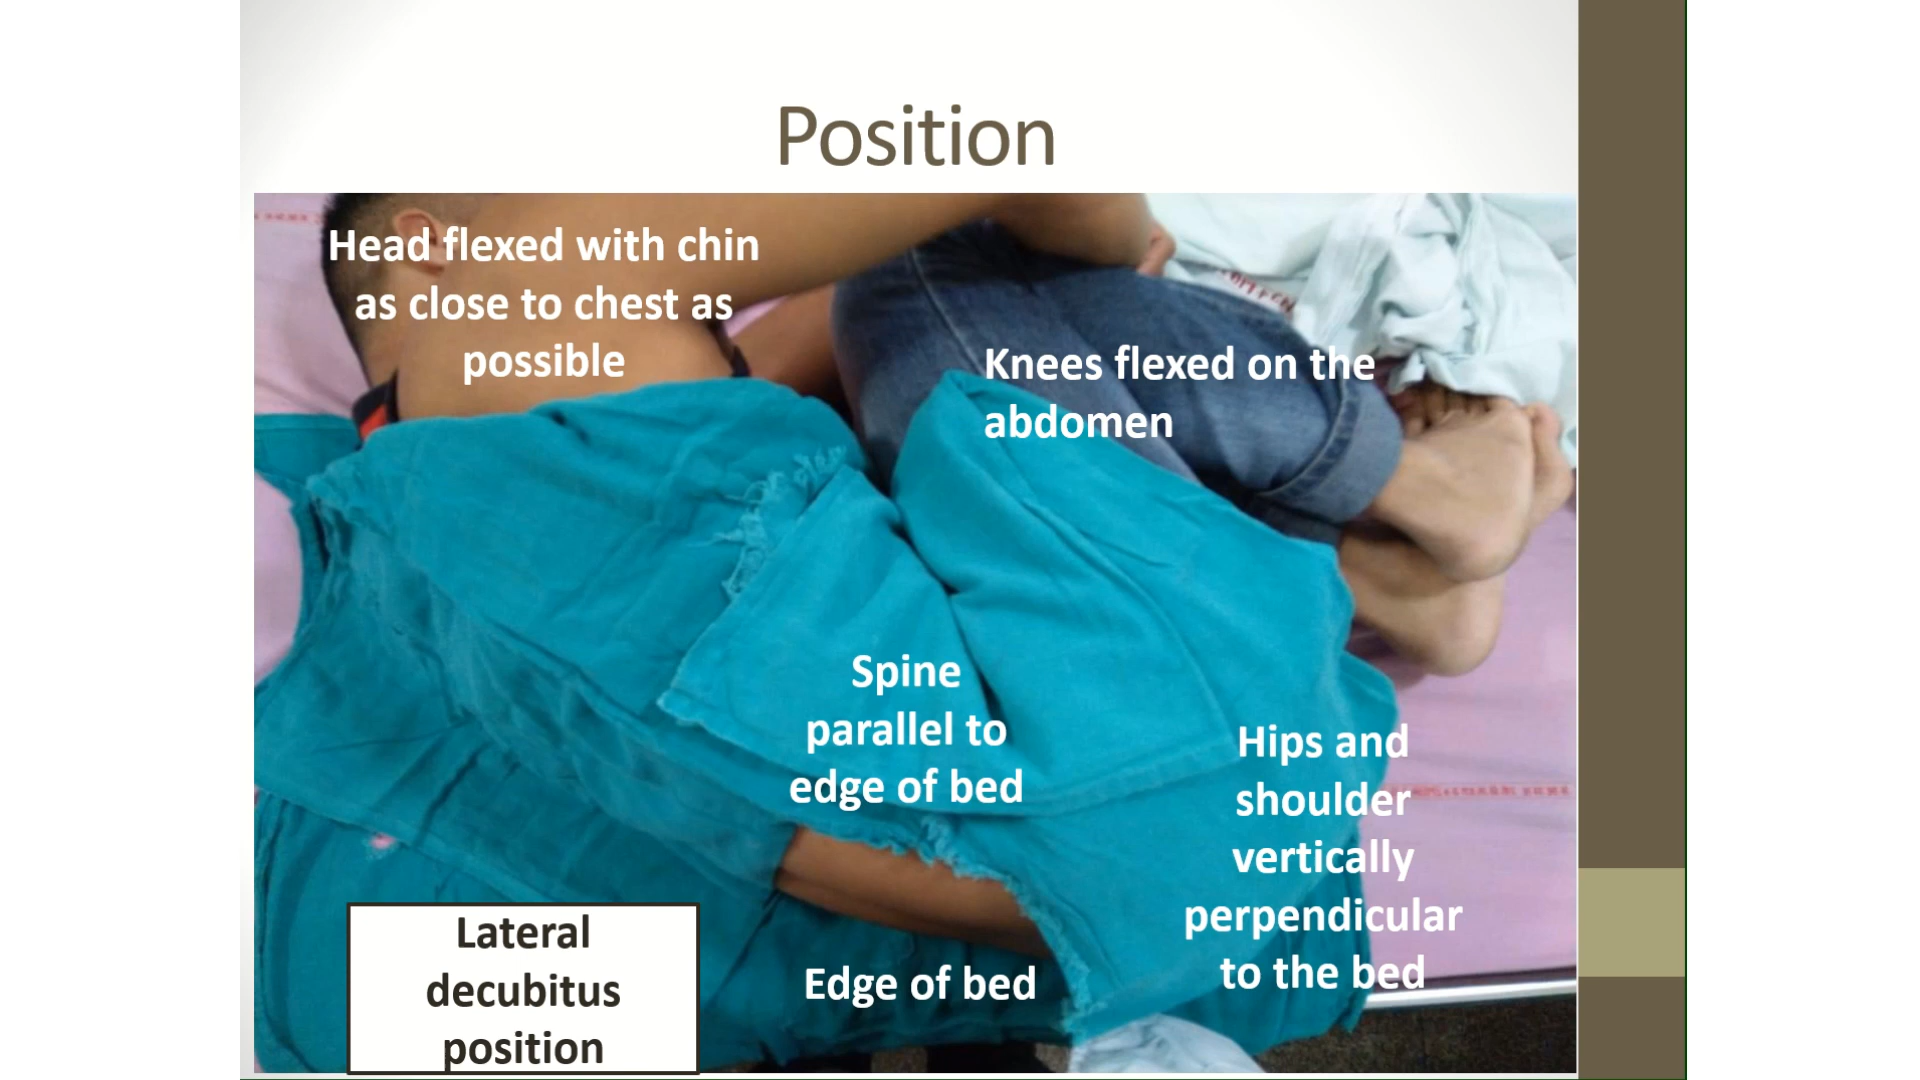 Position
Head flexed with chin
as close to chest as
possible
Knees flexed on the
abdomen
Spine
parallel to
edge of bed
Hips and
shoulder
vertically
perpendicular
to the bed
Lateral
decubitus
position
Edge of bed